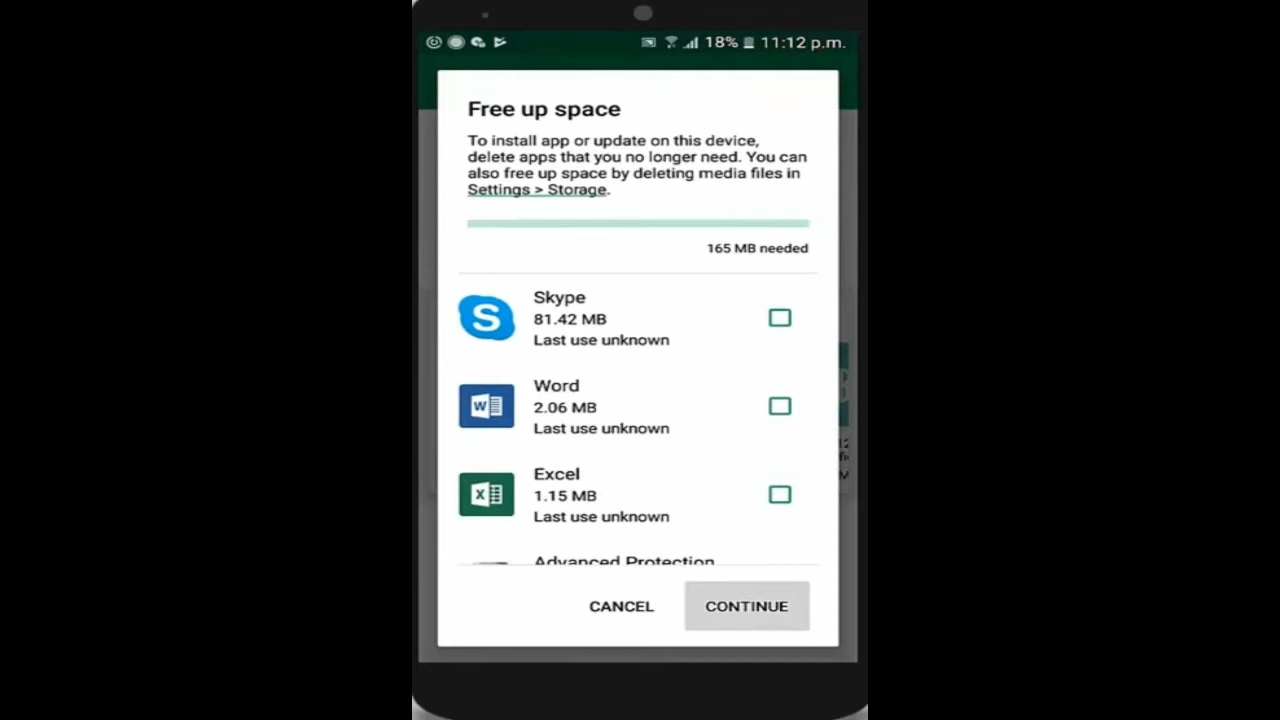 18% 11:12 p.m.
Free up space
To install app or update on this device,
delete apps that you no longer need. You can
also free up space by deleting media files in
Settings > Storage.
165 MB needed
Skype
81.42 MB
Last use unknown
Word
2.06 MB
Last use unknown
Excel
1.15 MB
Last use unknown
Advanced Protection
CANCEL CONTINUE